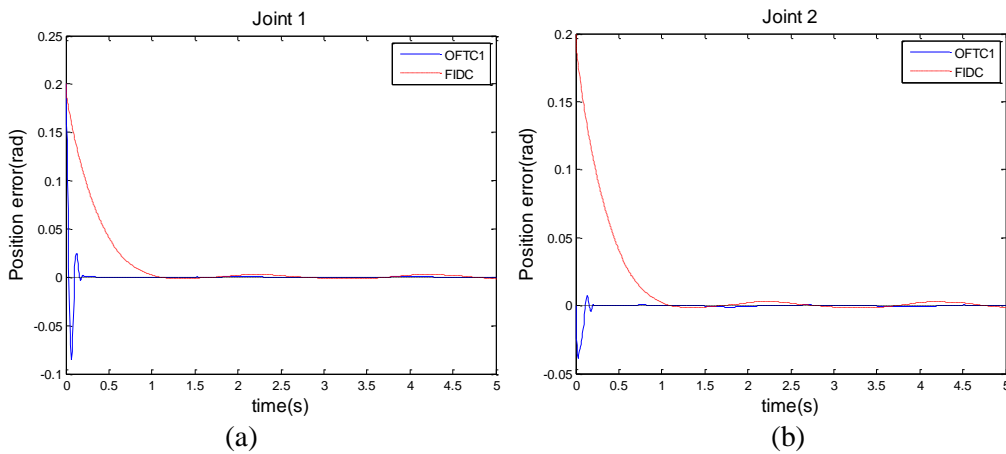 Joint 1
0.25
0.2
0.15
0.1
0.05
0
-0.05
-0.1
Position error(rad)
OFTC1
FIDC
0 0.5 1 1.5 2 2.5 3 3.5 4 4.5 5
time(s)
(a)
Joint 2
0.2
0.15
0.1
0.05
0
-0.05
Position error(rad)
OFTC1
FIDC
0 0.5 1 1.5 2 2.5 3 3.5 4 4.5 5
time(s)
(b)